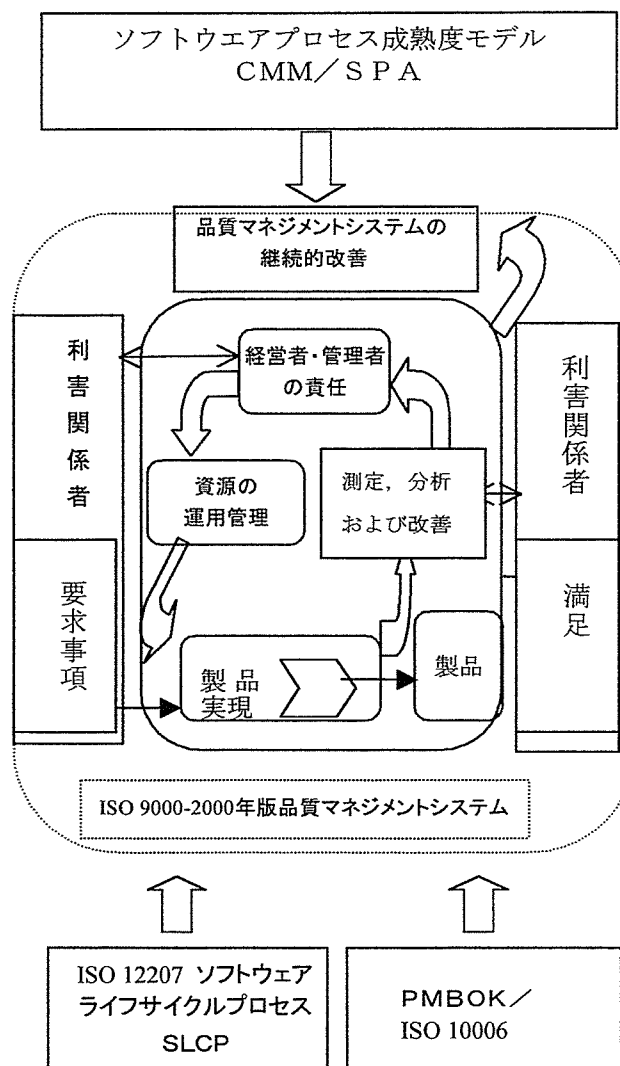 ソフトウエアプロセス成熟度モデル
CMM／ＳＰＡ
品質マネジメントシステムの
継続的改善
利害関係者
経営者・管理者
の責任
利害関係者
資源の
運用管理
測定，分析
および改善
要求事項
満足
製品
実現
製品
ISO 9000-2000年版品質マネジメントシステム
ISO 12207 ソフトウェア
ライフサイクルプロセス
SLCP
ＰＭＢＯＫ／
ISO 10006